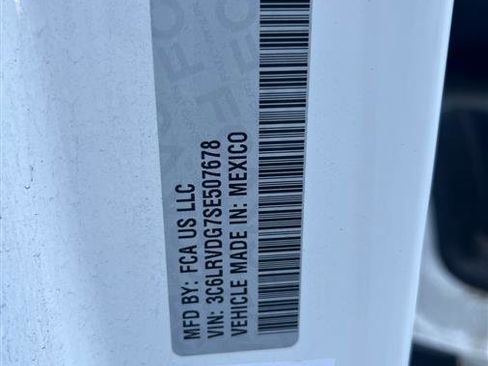 MFD BY: FCA US LLC
VIN: 3C6LRVDG7SE507678
VEHICLE MADE IN: MEXICO